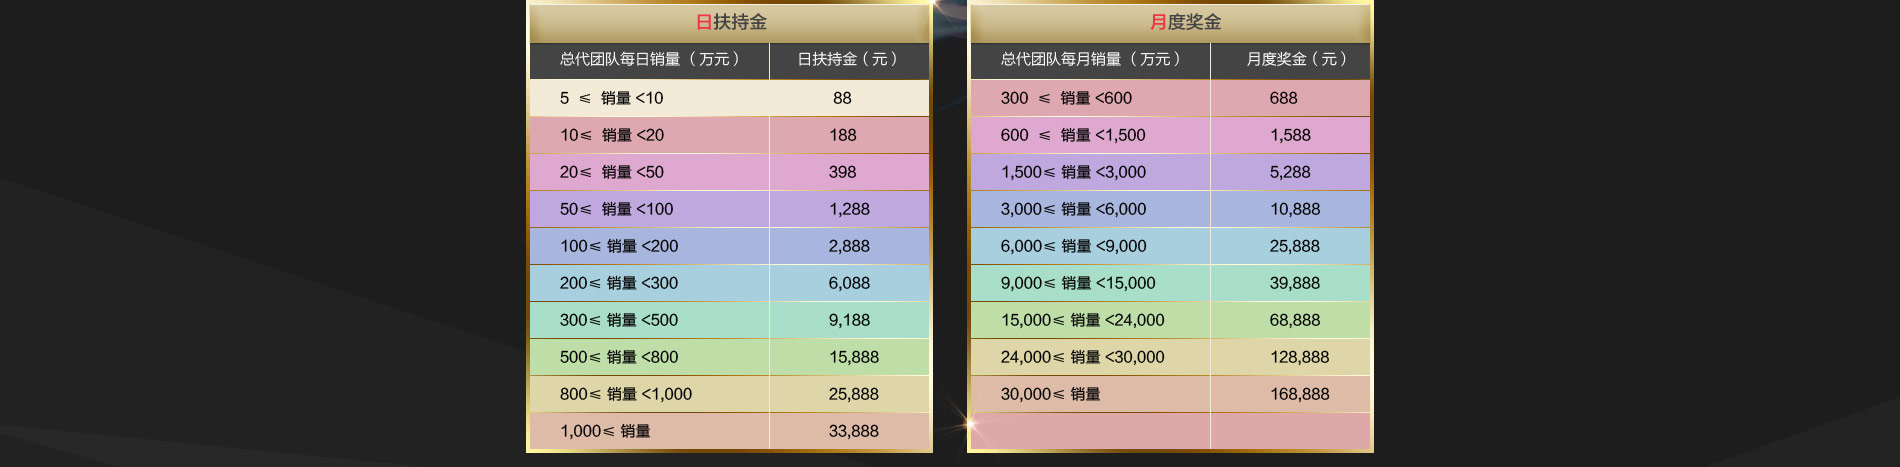 日扶持金
总代团队每日销量（万元） 日扶持金（元）
5 ≤ 销量 <10 88
10≤ 销量 <20 188
20≤ 销量 <50 398
50≤ 销量 <100 1,288
100≤ 销量 <200 2,888
200≤ 销量 <300 6,088
300≤ 销量 <500 9,188
500≤ 销量 <800 15,888
800≤ 销量 <1,000 25,888
1,000≤ 销量 33,888
月度奖金
总代团队每月销量（万元） 月度奖金（元）
300 ≤ 销量 <600 688
600 ≤ 销量 <1,500 1,588
1,500≤ 销量 <3,000 5,288
3,000≤ 销量 <6,000 10,888
6,000≤ 销量 <9,000 25,888
9,000≤ 销量 <15,000 39,888
15,000≤ 销量 <24,000 68,888
24,000≤ 销量 <30,000 128,888
30,000≤ 销量 168,888